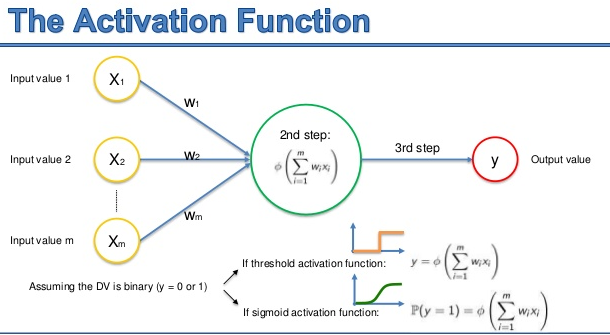 The Activation Function
Input value 1
X₁
W₁
2nd step:
ϕ(∑ᵢ₌₁ᵐ wᵢxᵢ)
3rd step
Input value 2
X₂
W₂
y
Output value
Wₘ
Input value m
Xₘ
If threshold activation function:
y = ϕ(∑ᵢ₌₁ᵐ wᵢxᵢ)
Assuming the DV is binary (y = 0 or 1)
If sigmoid activation function:
ℙ(y = 1) = ϕ(∑ᵢ₌₁ᵐ wᵢxᵢ)